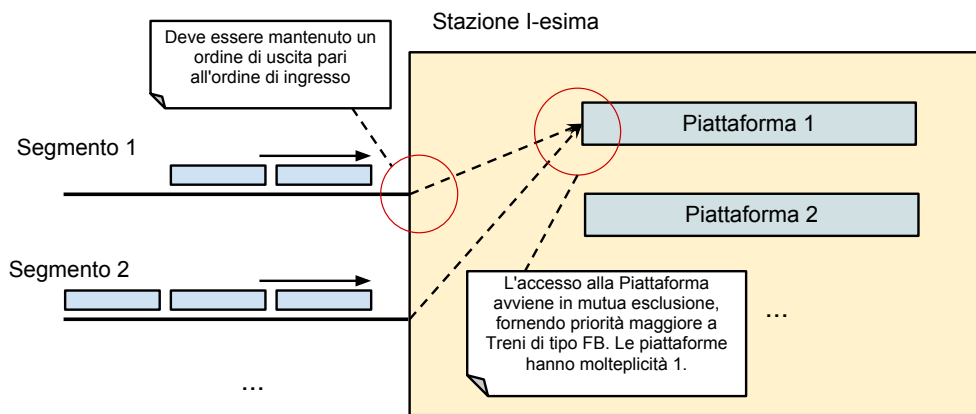 Stazione I-esima
Deve essere mantenuto un
ordine di uscita pari
all'ordine di ingresso
Segmento 1
Piattaforma 1
Piattaforma 2
Segmento 2
L'accesso alla Piattaforma
avviene in mutua esclusione,
fornendo priorità maggiore a
Treni di tipo FB. Le piattaforme
hanno molteplicità 1.
...
...